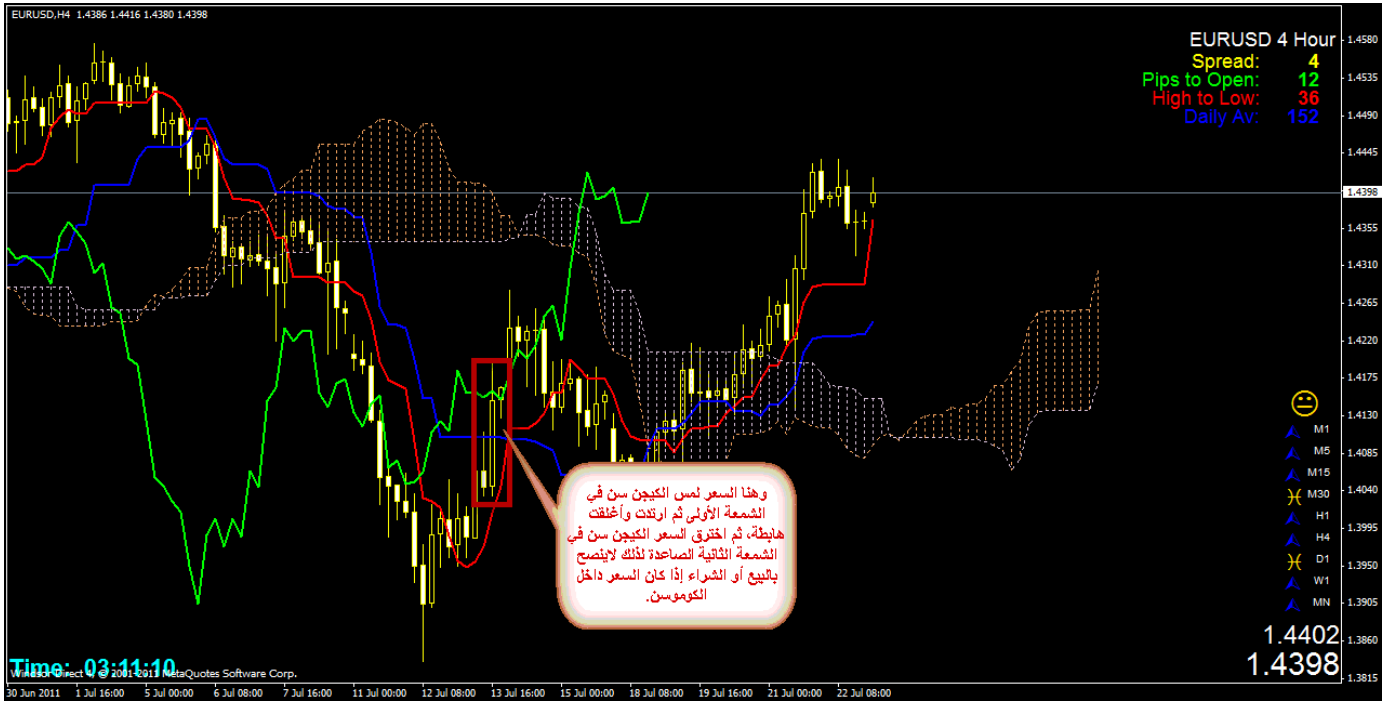 EURUSD,H4 1.4386 1.4416 1.4380 1.4398
EURUSD 4 Hour
Spread: 4
Pips to Open: 12
High to Low: 36
Daily Av: 152
1.4580
1.4535
1.4490
1.4445
1.4398
1.4355
1.4310
1.4265
1.4220
1.4175
1.4130
1.4085
1.4040
1.3995
1.3950
1.3905
1.3860
1.3815
وهنا السعر لمس الكيجن سن في
الشمعة الأولى ثم ارتدت وأغلقت
هابطة، ثم اخترق السعر الكيجن سن في
الشمعة الثانية الصاعدة لذلك لاينصح
بالبيع أو الشراء إذا كان السعر داخل
الكوموسن.
M1
M5
M15
M30
H1
H4
D1
W1
MN
1.4402
1.4398
Time: 03:11:10
Windsor Direct 4, © 2001-2011 MetaQuotes Software Corp.
30 Jun 2011 1 Jul 16:00 5 Jul 00:00 6 Jul 08:00 7 Jul 16:00 11 Jul 00:00 12 Jul 08:00 13 Jul 16:00 15 Jul 00:00 18 Jul 08:00 19 Jul 16:00 21 Jul 00:00 22 Jul 08:00